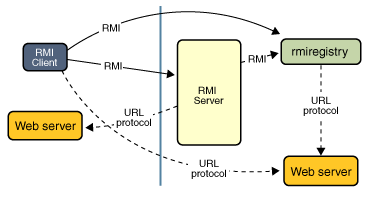 RMI
RMI
Client
RMI
rmiregistry
RMI
RMI
Server
URL
protocol
Web server
URL
protocol
URL
protocol
Web server